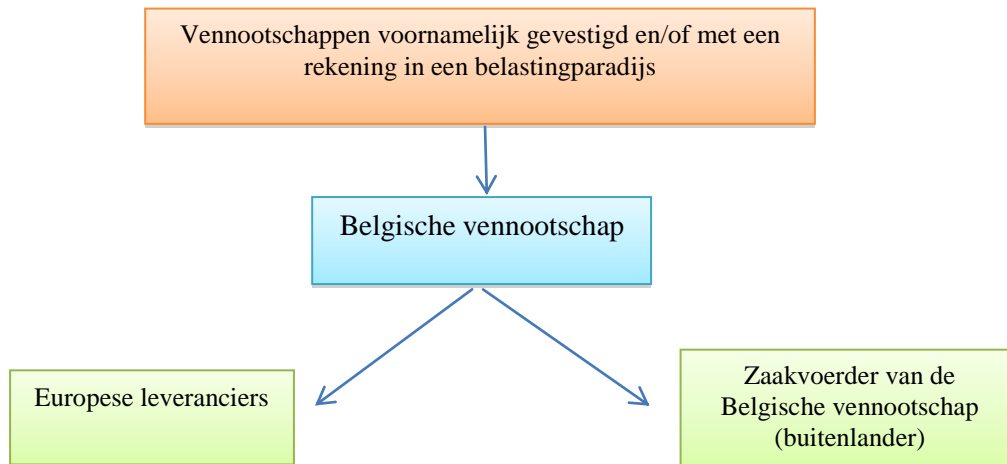 Vennootschappen voornamelijk gevestigd en/of met een
rekening in een belastingparadijs
Belgische vennootschap
Europese leveranciers
Zaakvoerder van de
Belgische vennootschap
(buitenlander)